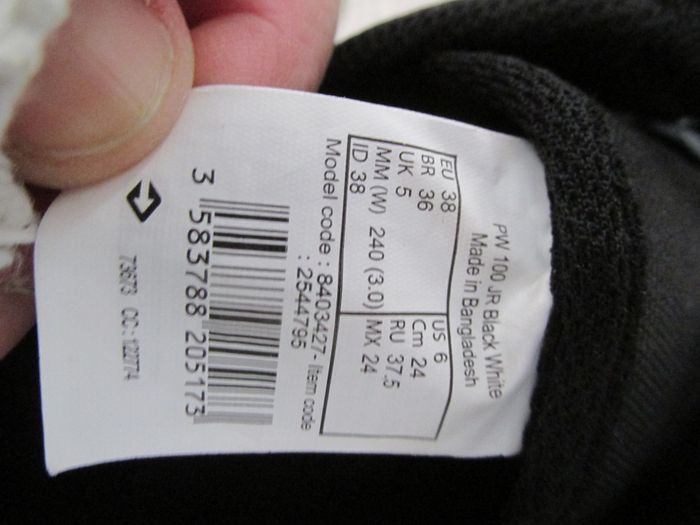 PW 100 JR Black White
Made in Bangladesh
EU 38
BR 36
UK 5
MM (W) 240 (3.0)
ID 38
US 6
Cm 24
RU 37.5
MX 24
Model code : 8403427- Item code
: 2544795
3 583788 205173
73673 CC: 12277/4